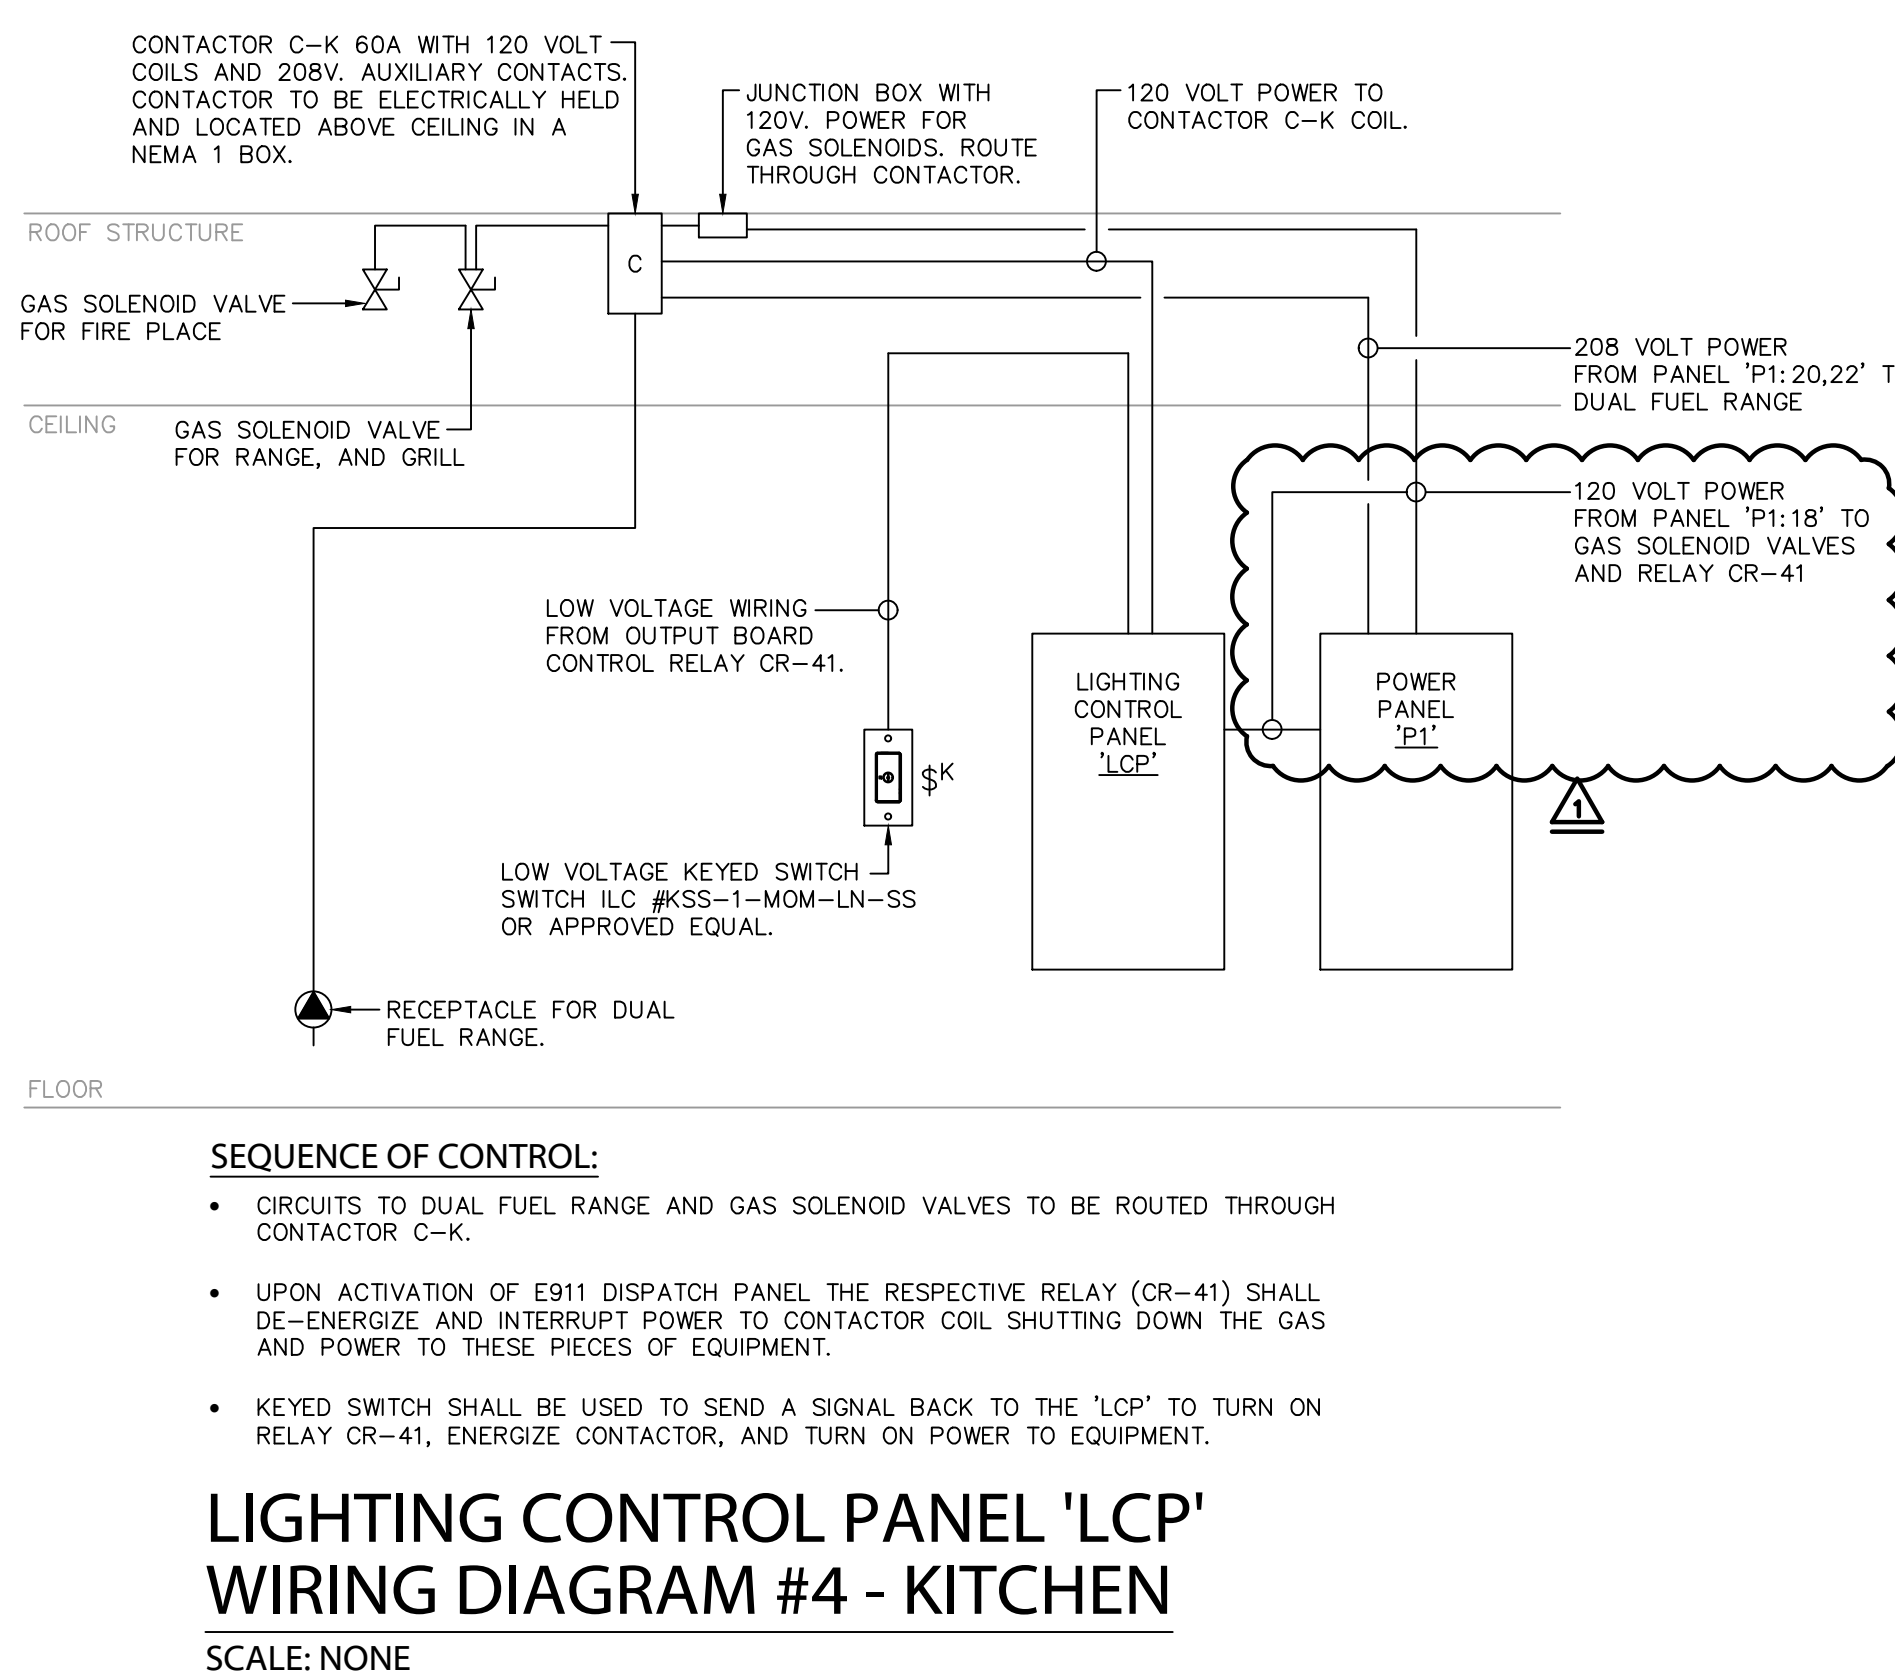 CONTACTOR C-K 60A WITH 120 VOLT
COILS AND 208V. AUXILIARY CONTACTS.
CONTACTOR TO BE ELECTRICALLY HELD
AND LOCATED ABOVE CEILING IN A
NEMA 1 BOX.
JUNCTION BOX WITH
120V. POWER FOR
GAS SOLENOIDS. ROUTE
THROUGH CONTACTOR.
120 VOLT POWER TO
CONTACTOR C-K COIL.
ROOF STRUCTURE
C
GAS SOLENOID VALVE
FOR FIRE PLACE
208 VOLT POWER
FROM PANEL 'P1:20,22' T
DUAL FUEL RANGE
CEILING
GAS SOLENOID VALVE
FOR RANGE, AND GRILL
120 VOLT POWER
FROM PANEL 'P1:18' TO
GAS SOLENOID VALVES
AND RELAY CR-41
LOW VOLTAGE WIRING
FROM OUTPUT BOARD
CONTROL RELAY CR-41.
LIGHTING
CONTROL
PANEL
'LCP'
POWER
PANEL
'P1'
$K
1
LOW VOLTAGE KEYED SWITCH
SWITCH ILC #KSS-1-MOM-LN-SS
OR APPROVED EQUAL.
RECEPTACLE FOR DUAL
FUEL RANGE.
FLOOR
SEQUENCE OF CONTROL:
• CIRCUITS TO DUAL FUEL RANGE AND GAS SOLENOID VALVES TO BE ROUTED THROUGH
CONTACTOR C-K.
• UPON ACTIVATION OF E911 DISPATCH PANEL THE RESPECTIVE RELAY (CR-41) SHALL
DE-ENERGIZE AND INTERRUPT POWER TO CONTACTOR COIL SHUTTING DOWN THE GAS
AND POWER TO THESE PIECES OF EQUIPMENT.
• KEYED SWITCH SHALL BE USED TO SEND A SIGNAL BACK TO THE 'LCP' TO TURN ON
RELAY CR-41, ENERGIZE CONTACTOR, AND TURN ON POWER TO EQUIPMENT.
LIGHTING CONTROL PANEL 'LCP'
WIRING DIAGRAM #4 - KITCHEN
SCALE: NONE